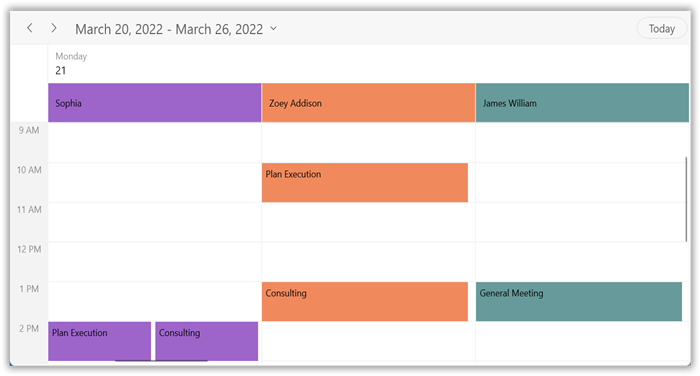 March 20, 2022 - March 26, 2022
Today
Monday
21
Sophia
Zoey Addison
James William
9 AM
10 AM
Plan Execution
11 AM
12 PM
1 PM
Consulting
General Meeting
2 PM
Plan Execution
Consulting